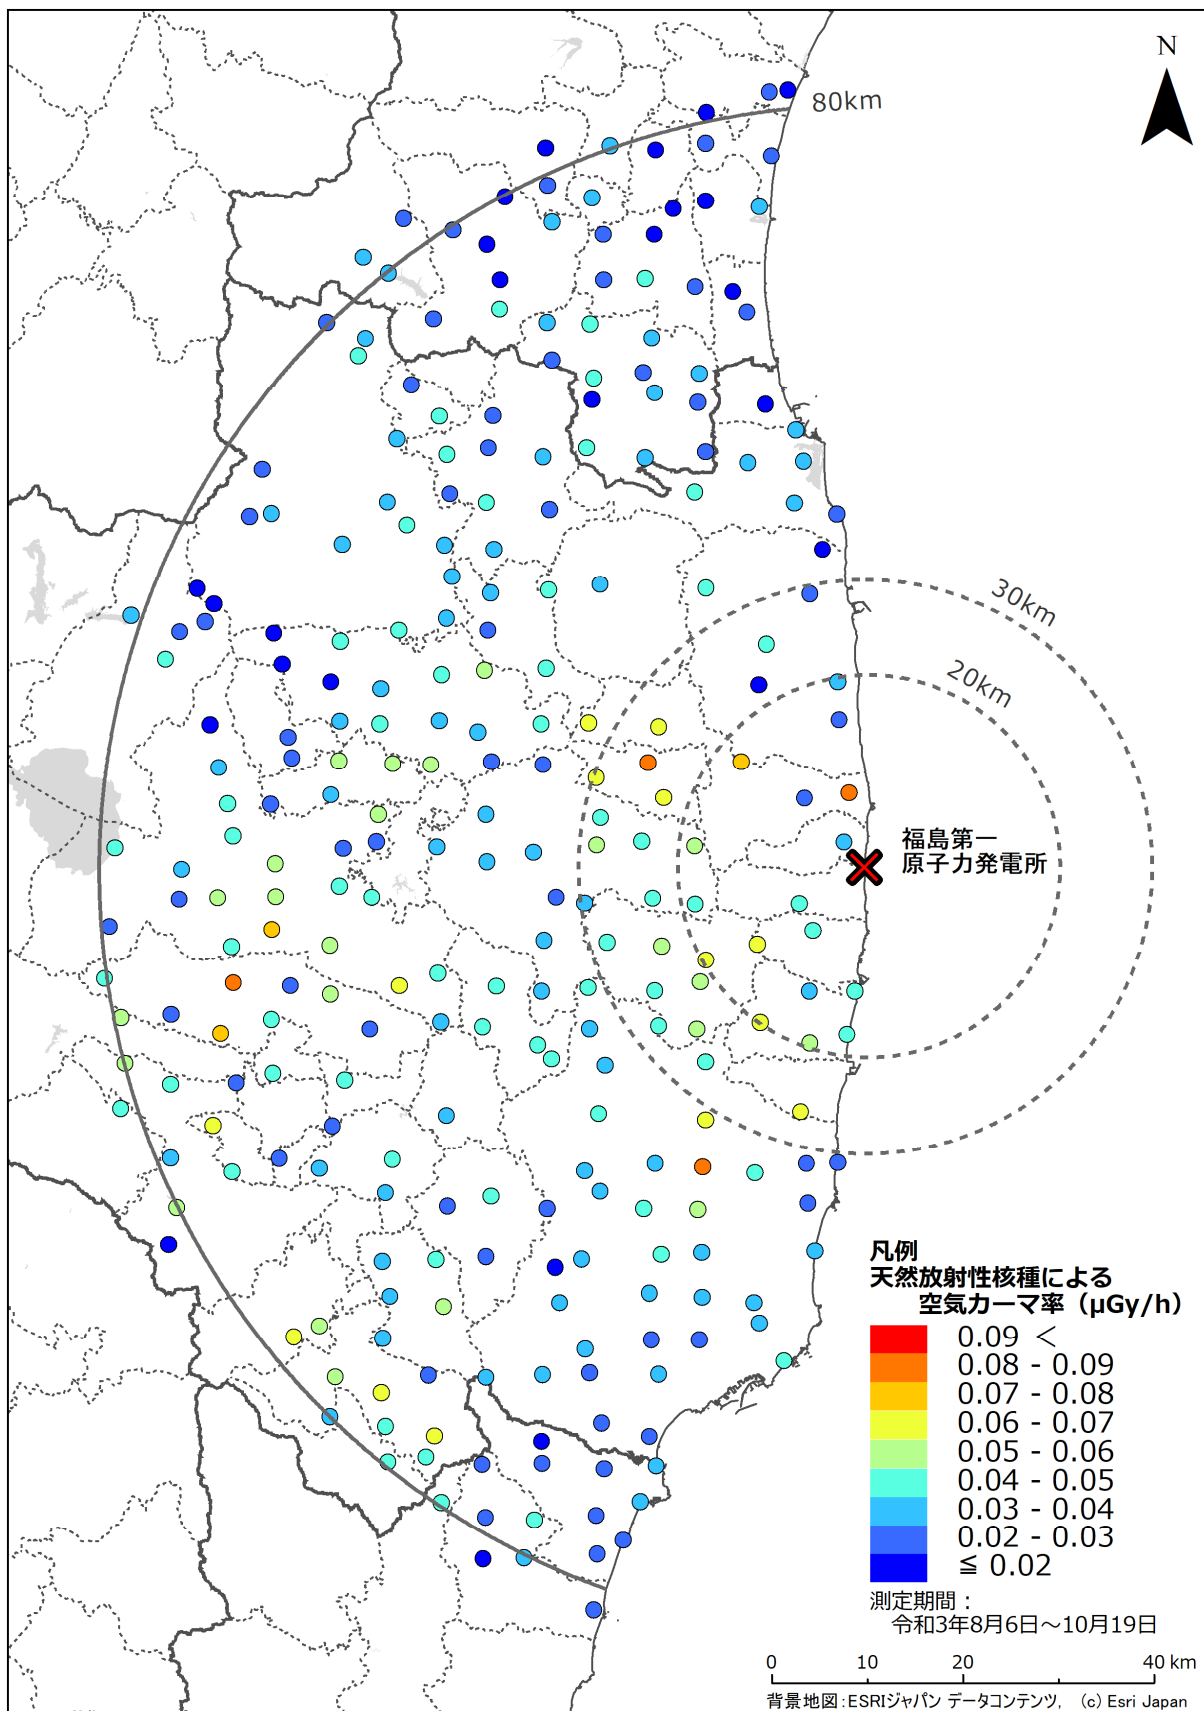 N
80km
30km
20km
福島第一
原子力発電所
凡例
天然放射性核種による
空気カーマ率（μGy/h）
0.09 ＜
0.08 - 0.09
0.07 - 0.08
0.06 - 0.07
0.05 - 0.06
0.04 - 0.05
0.03 - 0.04
0.02 - 0.03
≦ 0.02
測定期間：
令和3年8月6日～10月19日
0 10 20 40 km
背景地図:ESRIジャパン データコンテンツ, (c) Esri Japan